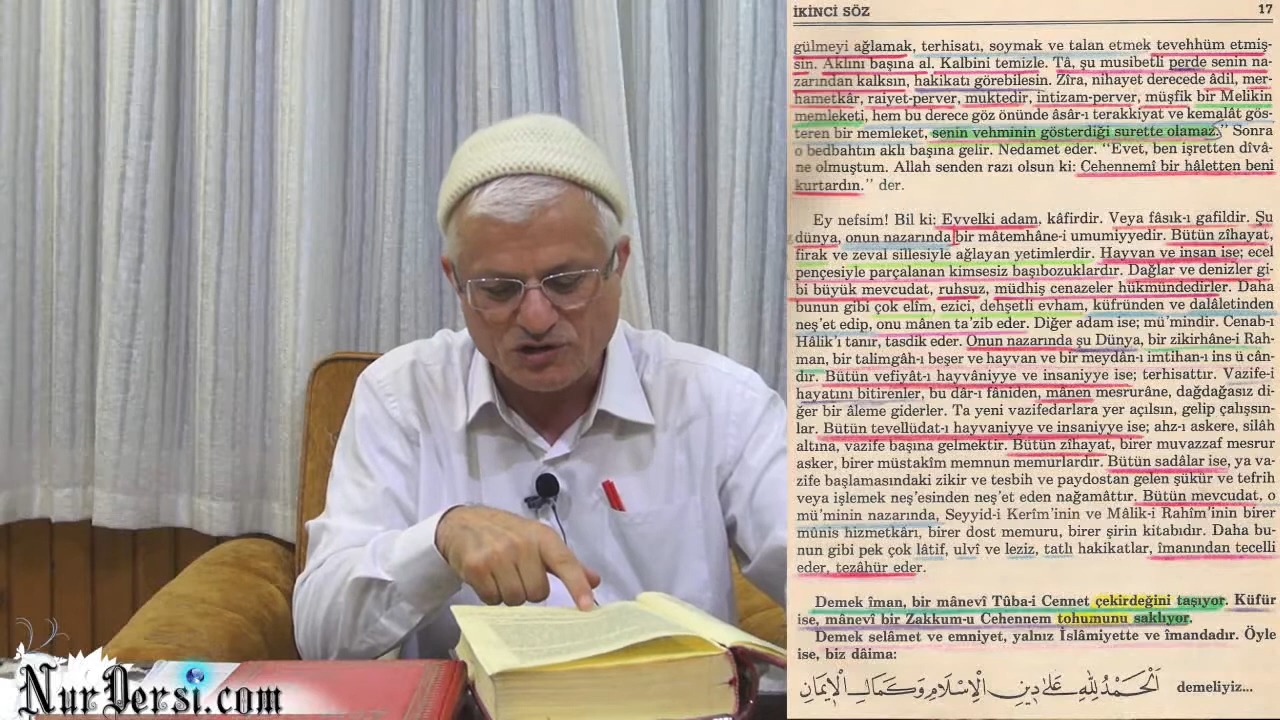 İKİNCİ SÖZ 17
gülmeyi ağlamak, terhisatı, soymak ve talan etmek tevehhüm etmiş-
sin. Aklını başına al. Kalbini temizle. Tâ, şu musibetli perde senin na-
zarından kalksın, hakikatı görebilesin. Zîra, nihayet derecede âdil, mer-
hametkâr, raiyet-perver, muktedir, intizam-perver, müşfik bir Melikin
memleketi, hem bu derece göz önünde âsâr-ı terakkiyat ve kemalât gös-
teren bir memleket, senin vehminin gösterdiği surette olamaz.'' Sonra
o bedbahtın aklı başına gelir. Nedamet eder. ''Evet, ben işretten dîvâ-
ne olmuştum. Allah senden razı olsun ki: Cehennemî bir hâletten beni
kurtardın.'' der.
Ey nefsim! Bil ki: Evvelki adam, kâfirdir. Veya fâsık-ı gafildir. Şu
dünya, onun nazarında bir mâtemhâne-i umumiyyedir. Bütün zîhayat,
firak ve zeval sillesiyle ağlayan yetimlerdir. Hayvan ve insan ise; ecel
pençesiyle parçalanan kimsesiz başıbozuklardır. Dağlar ve denizler gi-
bi büyük mevcudat, ruhsuz, müdhiş cenazeler hükmündedirler. Daha
bunun gibi çok elîm, ezici, dehşetli evham, küfründen ve dalâletinden
neş'et edip, onu mânen ta'zib eder. Diğer adam ise; mü'mindir. Cenab-ı
Hâlik'ı tanır, tasdik eder. Onun nazarında şu Dünya, bir zikirhâne-i Rah-
man, bir talimgâh-ı beşer ve hayvan ve bir meydân-ı imtihan-ı ins ü cân-
dır. Bütün vefiyât-ı hayvâniyye ve insaniyye ise; terhisattır. Vazife-i
hayatını bitirenler, bu dâr-ı fâniden, mânen mesrurâne, dağdağasız di-
ğer bir âleme giderler. Ta yeni vazifedarlara yer açılsın, gelip çalışsın-
lar. Bütün tevellüdat-ı hayvaniyye ve insaniyye ise; ahz-ı askere, silâh
altına, vazife başına gelmektir. Bütün zîhayat, birer muvazzaf mesrur
asker, birer müstakîm memnun memurlardır. Bütün sadâlar ise, ya va-
zife başlamasındaki zikir ve tesbih ve paydostan gelen şükür ve tefrih
veya işlemek neş'esinden neş'et eden nağamâttır. Bütün mevcudat, o
mü'minin nazarında, Seyyid-i Kerîm'inin ve Mâlik-i Rahîm'inin birer
mûnis hizmetkârı, birer dost memuru, birer şirin kitabıdır. Daha bu-
nun gibi pek çok lâtif, ulvî ve leziz, tatlı hakikatlar, îmanından tecelli
eder, tezâhür eder.
Demek îman, bir mânevî Tûba-i Cennet çekirdeğini taşıyor. Küfür
ise, mânevî bir Zakkum-u Cehennem tohumunu saklıyor.
Demek selâmet ve emniyet, yalnız İslâmiyette ve îmandadır. Öyle
ise, biz dâima:
اَلْحَمْدُ لِلّٰهِ عَلٰى دِينِ الْاِسْلَامِ وَ كَمَالِ الْاِيمَانِ demeliyiz...
NurDersi.com